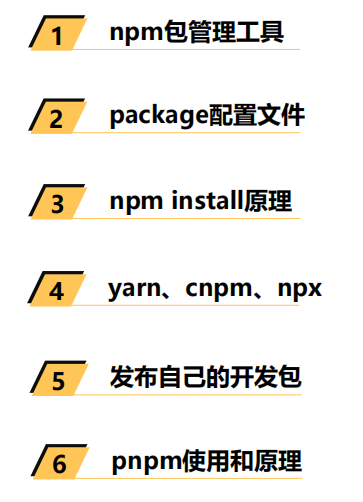 1 npm包管理工具
2 package配置文件
3 npm install原理
4 yarn、cnpm、npx
5 发布自己的开发包
6 pnpm使用和原理